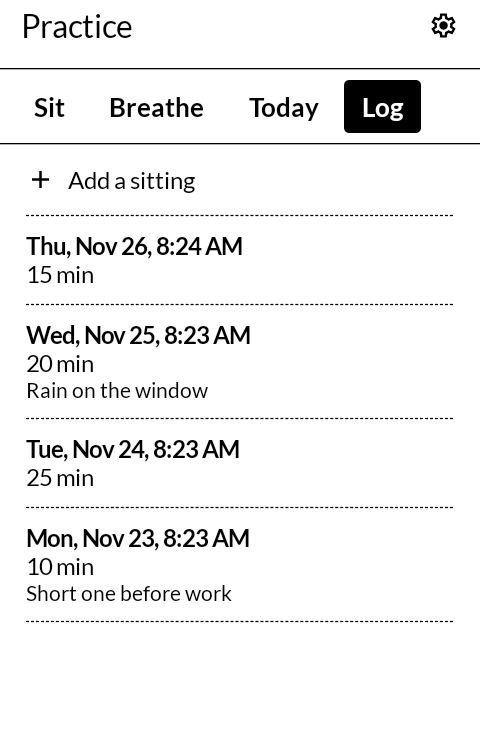 Practice
Sit Breathe Today Log
+ Add a sitting
Thu, Nov 26, 8:24 AM
15 min
Wed, Nov 25, 8:23 AM
20 min
Rain on the window
Tue, Nov 24, 8:23 AM
25 min
Mon, Nov 23, 8:23 AM
10 min
Short one before work